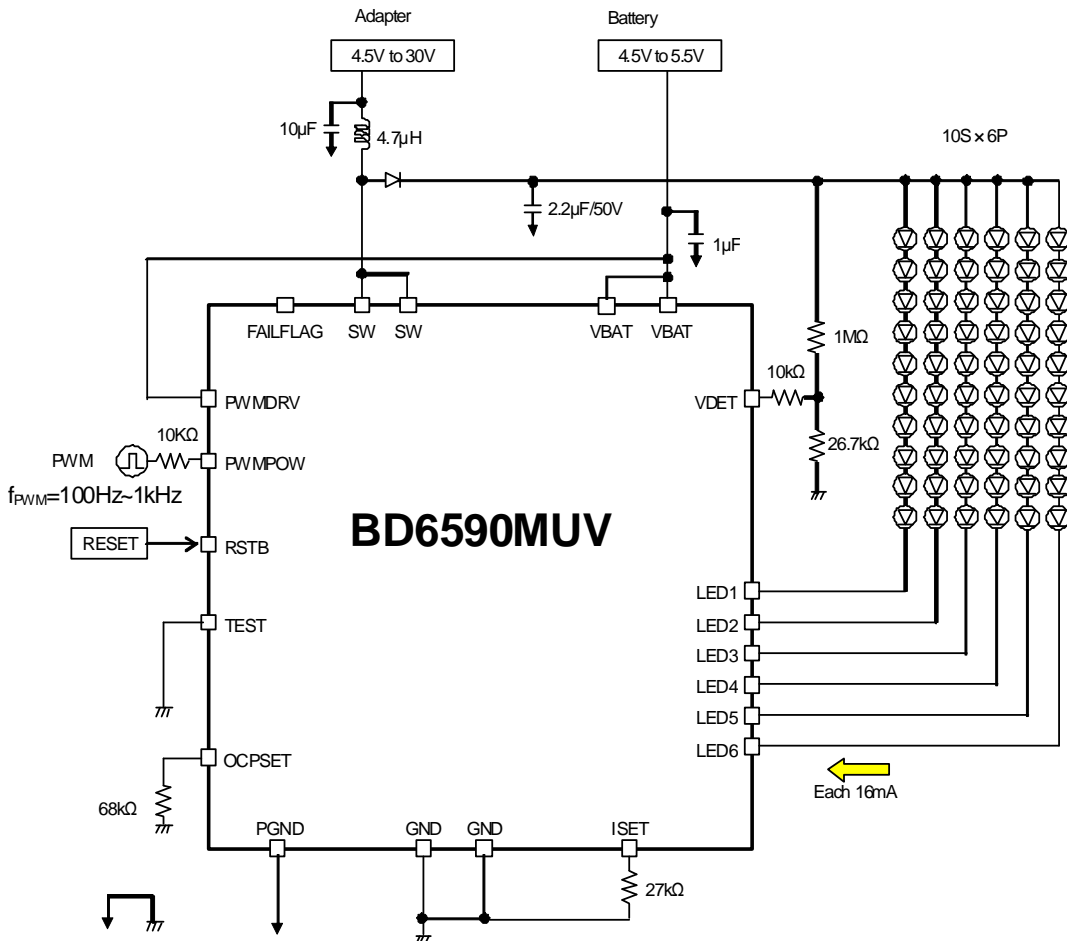 Adapter
Battery
4.5V to 30V
4.5V to 5.5V
10µF
4.7µH
10S × 6P
2.2µF/50V
1µF
FAILFLAG
SW
SW
VBAT
VBAT
1MΩ
10kΩ
PWMDRV
VDET
10KΩ
26.7kΩ
PWM
PWMPOW
fPWM=100Hz~1kHz
BD6590MUV
RESET
RSTB
LED1
TEST
LED2
LED3
LED4
LED5
LED6
OCPSET
Each 16mA
68kΩ
PGND
GND
GND
ISET
27kΩ